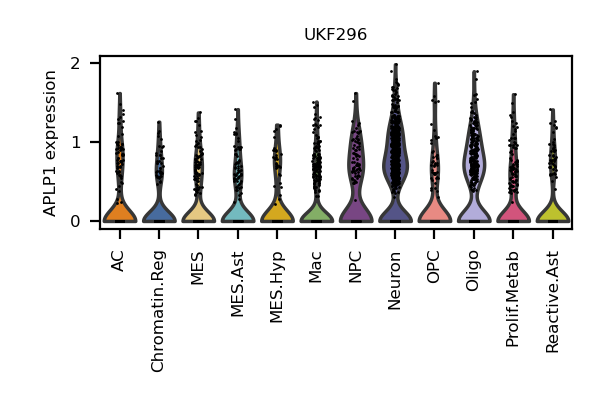 UKF296
APLP1 expression
2
1
0
AC
Chromatin.Reg
MES
MES.Ast
MES.Hyp
Mac
NPC
Neuron
OPC
Oligo
Prolif.Metab
Reactive.Ast